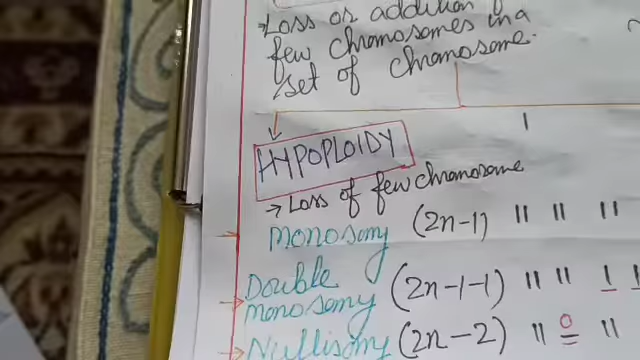 Loss or addition of
few chromosomes in a
set of chromosome.
HYPOPLOIDY
→ Loss of few chromosome
Monosomy (2n-1) || || ||
Double
monosomy (2n-1-1) || || | |
Nullisomy (2n-2) || 0 ||